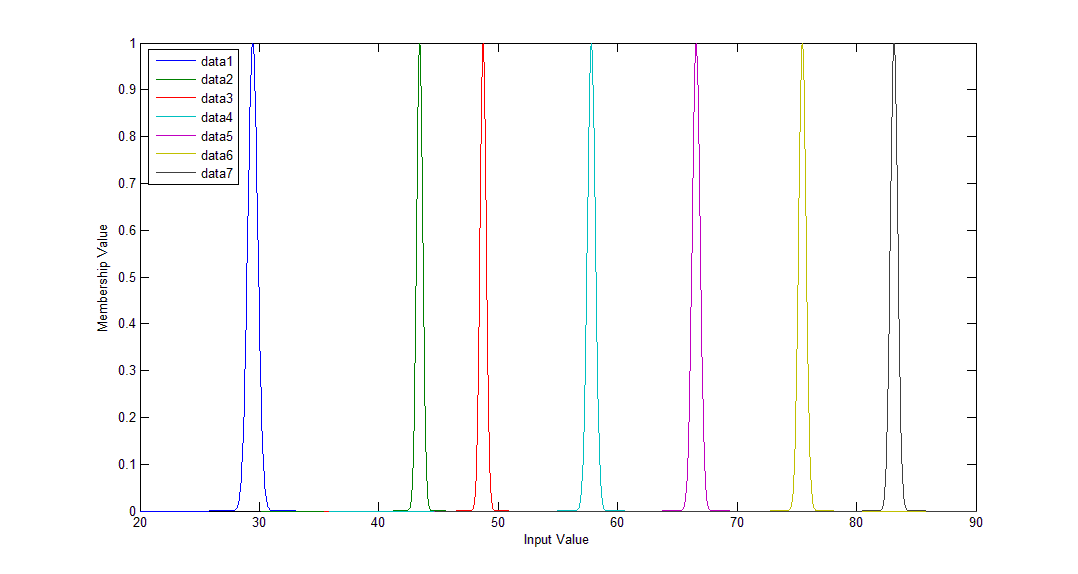 1
0.9
0.8
0.7
0.6
0.5
0.4
0.3
0.2
0.1
0
Membership Value
data1
data2
data3
data4
data5
data6
data7
20 30 40 50 60 70 80 90
Input Value